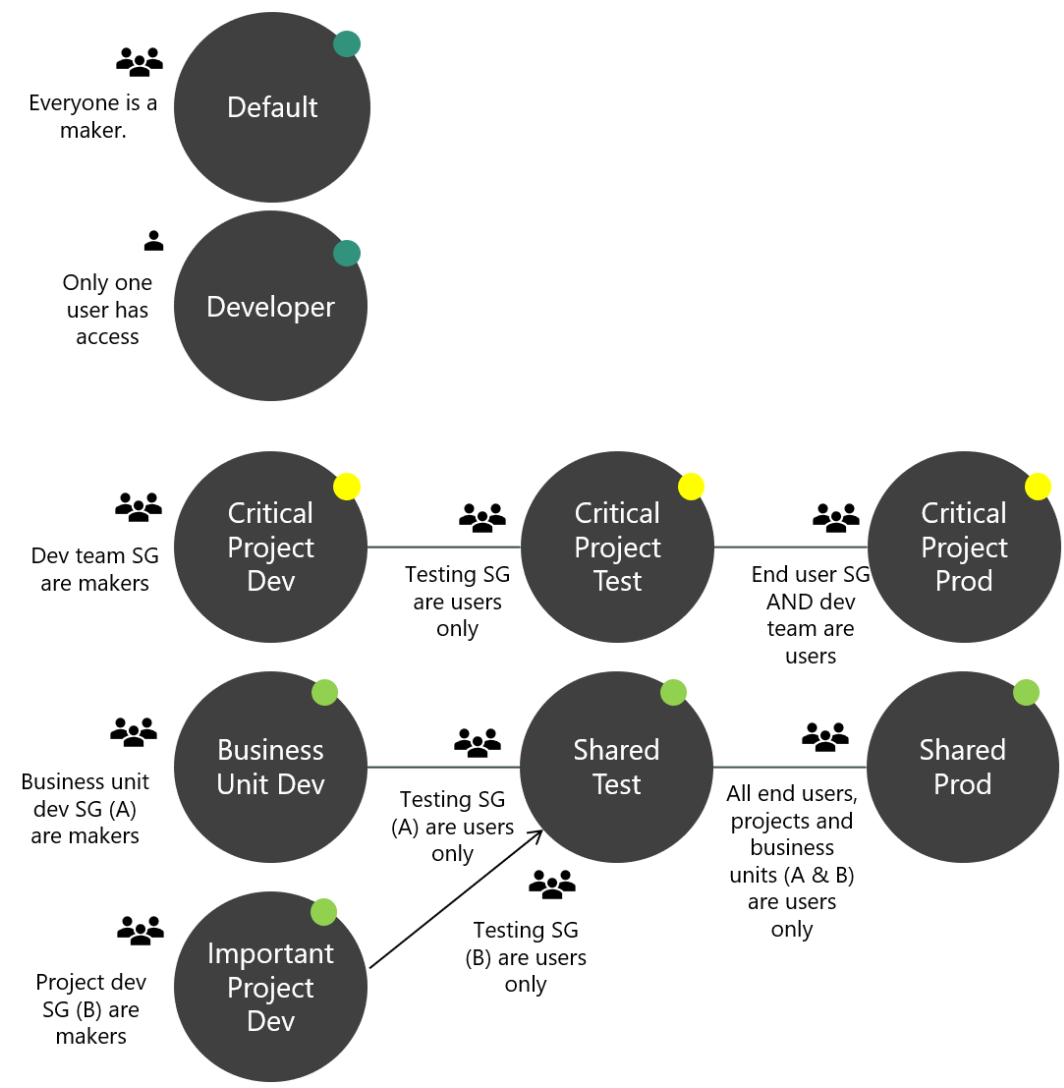 Everyone is a
maker.
Default
Only one
user has
access
Developer
Dev team SG
are makers
Critical
Project
Dev
Testing SG
are users
only
Critical
Project
Test
End user SG
AND dev
team are
users
Critical
Project
Prod
Business unit
dev SG (A)
are makers
Business
Unit Dev
Testing SG
(A) are users
only
Shared
Test
All end users,
projects and
business
units (A & B)
are users
only
Shared
Prod
Project dev
SG (B) are
makers
Important
Project
Dev
Testing SG
(B) are users
only